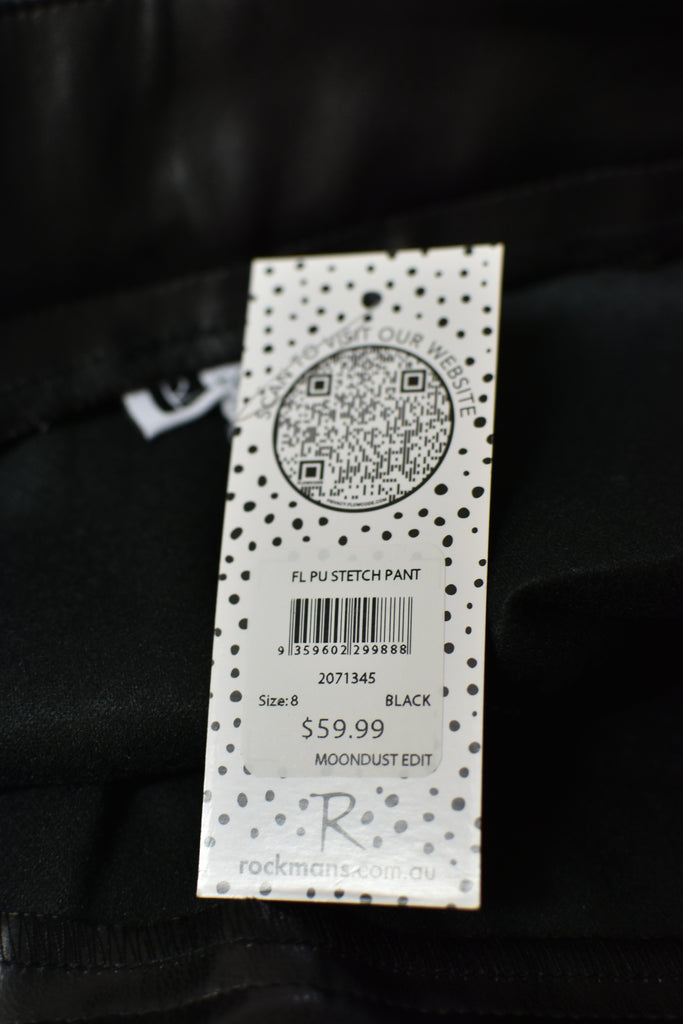 SCAN TO VISIT OUR WEBSITE
FL PU STETCH PANT
9 359602 299888
2071345
Size: 8 BLACK
$59.99
MOONDUST EDIT
R
rockmans.com.au